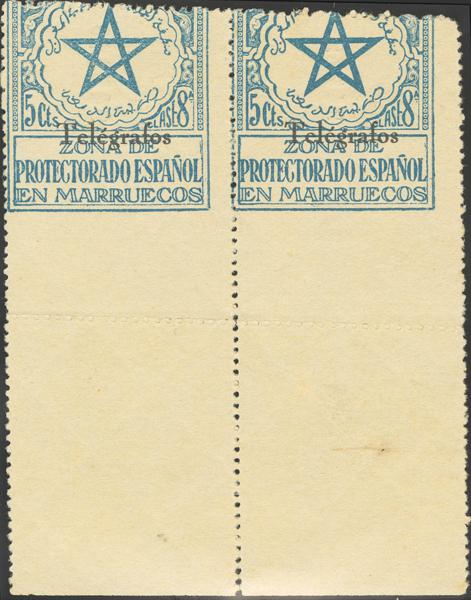 5 Cts. CLASE 8ª
Telégrafos
ZONA DE
PROTECTORADO ESPAÑOL
EN MARRUECOS
5 Cts. CLASE 8ª
Telégrafos
ZONA DE
PROTECTORADO ESPAÑOL
EN MARRUECOS